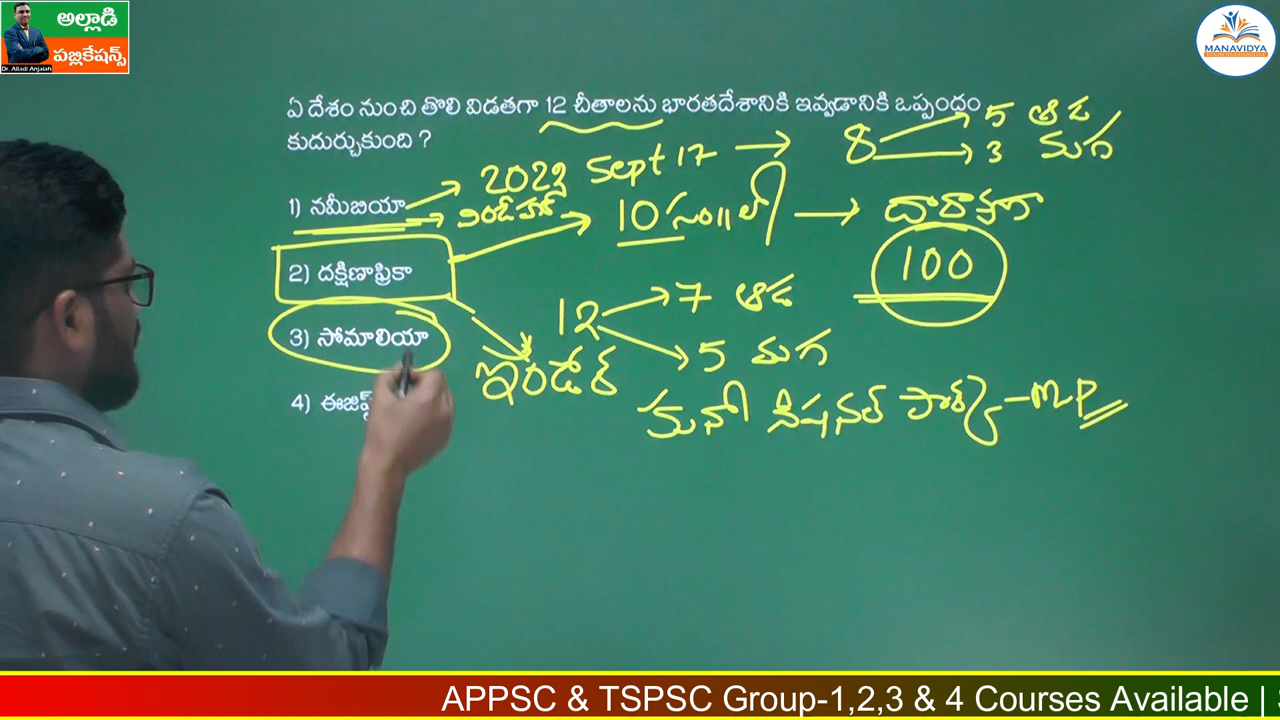 అల్లాడి
పబ్లికేషన్స్
Dr. Alladi Anjaiah
MANAVIDYA
ఏ దేశం నుంచి తొలి విడతగా 12 చీతాలను భారతదేశానికి ఇవ్వడానికి ఒప్పందం
కుదుర్చుకుంది ?
1) నమీబియా
2) దక్షిణాఫ్రికా
3) సోమాలియా
4) ఈజిప్ట్
2022 Sept 17 → 8
5 ఆడ
3 మగ
10 సం॥లో → దాదాపుగా
100
12
7 ఆడ
5 మగ
కునో నేషనల్ పార్క్ - MP
APPSC & TSPSC Group-1,2,3 & 4 Courses Available |